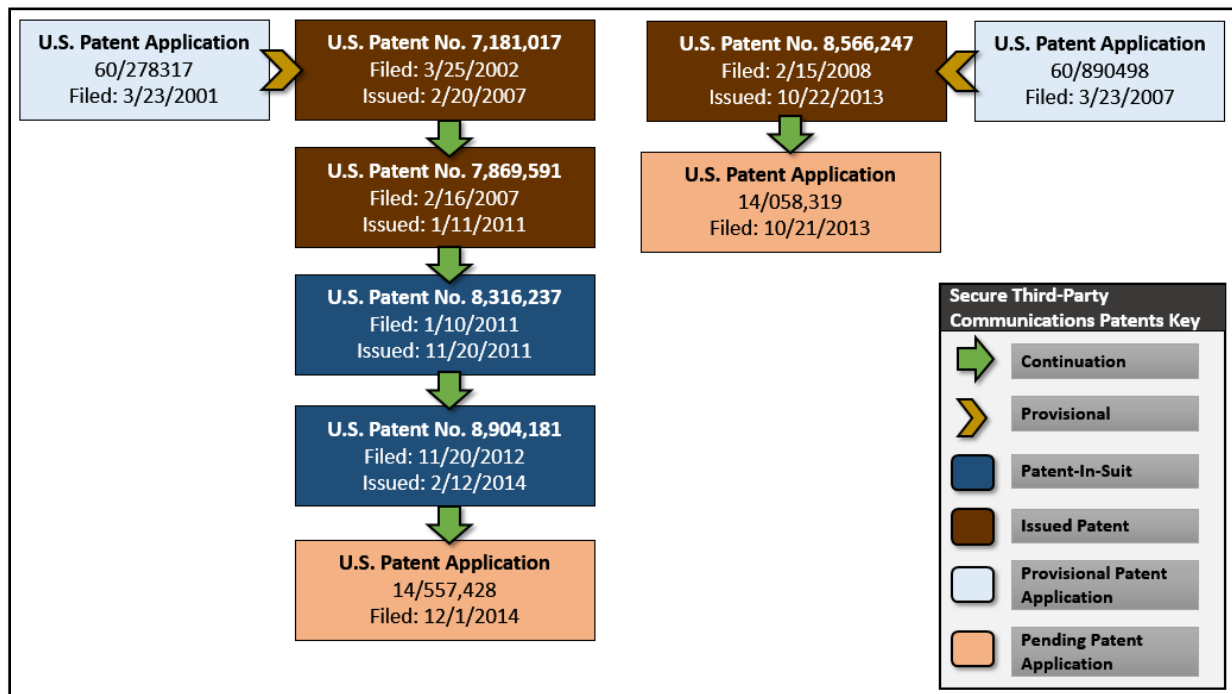 U.S. Patent Application
60/278317
Filed: 3/23/2001
U.S. Patent No. 7,181,017
Filed: 3/25/2002
Issued: 2/20/2007
U.S. Patent No. 8,566,247
Filed: 2/15/2008
Issued: 10/22/2013
U.S. Patent Application
60/890498
Filed: 3/23/2007
U.S. Patent No. 7,869,591
Filed: 2/16/2007
Issued: 1/11/2011
U.S. Patent Application
14/058,319
Filed: 10/21/2013
U.S. Patent No. 8,316,237
Filed: 1/10/2011
Issued: 11/20/2011
U.S. Patent No. 8,904,181
Filed: 11/20/2012
Issued: 2/12/2014
U.S. Patent Application
14/557,428
Filed: 12/1/2014
Secure Third-Party
Communications Patents Key
Continuation
Provisional
Patent-In-Suit
Issued Patent
Provisional Patent
Application
Pending Patent
Application